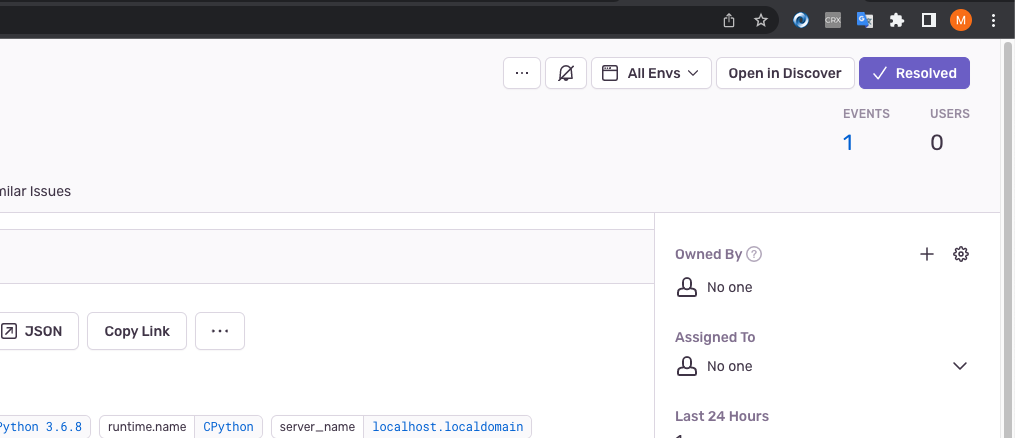 CRX
M
... All Envs Open in Discover Resolved
EVENTS USERS
1 0
milar Issues
Owned By ?
No one
JSON Copy Link ...
Assigned To
No one
Last 24 Hours
Python 3.6.8 runtime.name CPython server_name localhost.localdomain